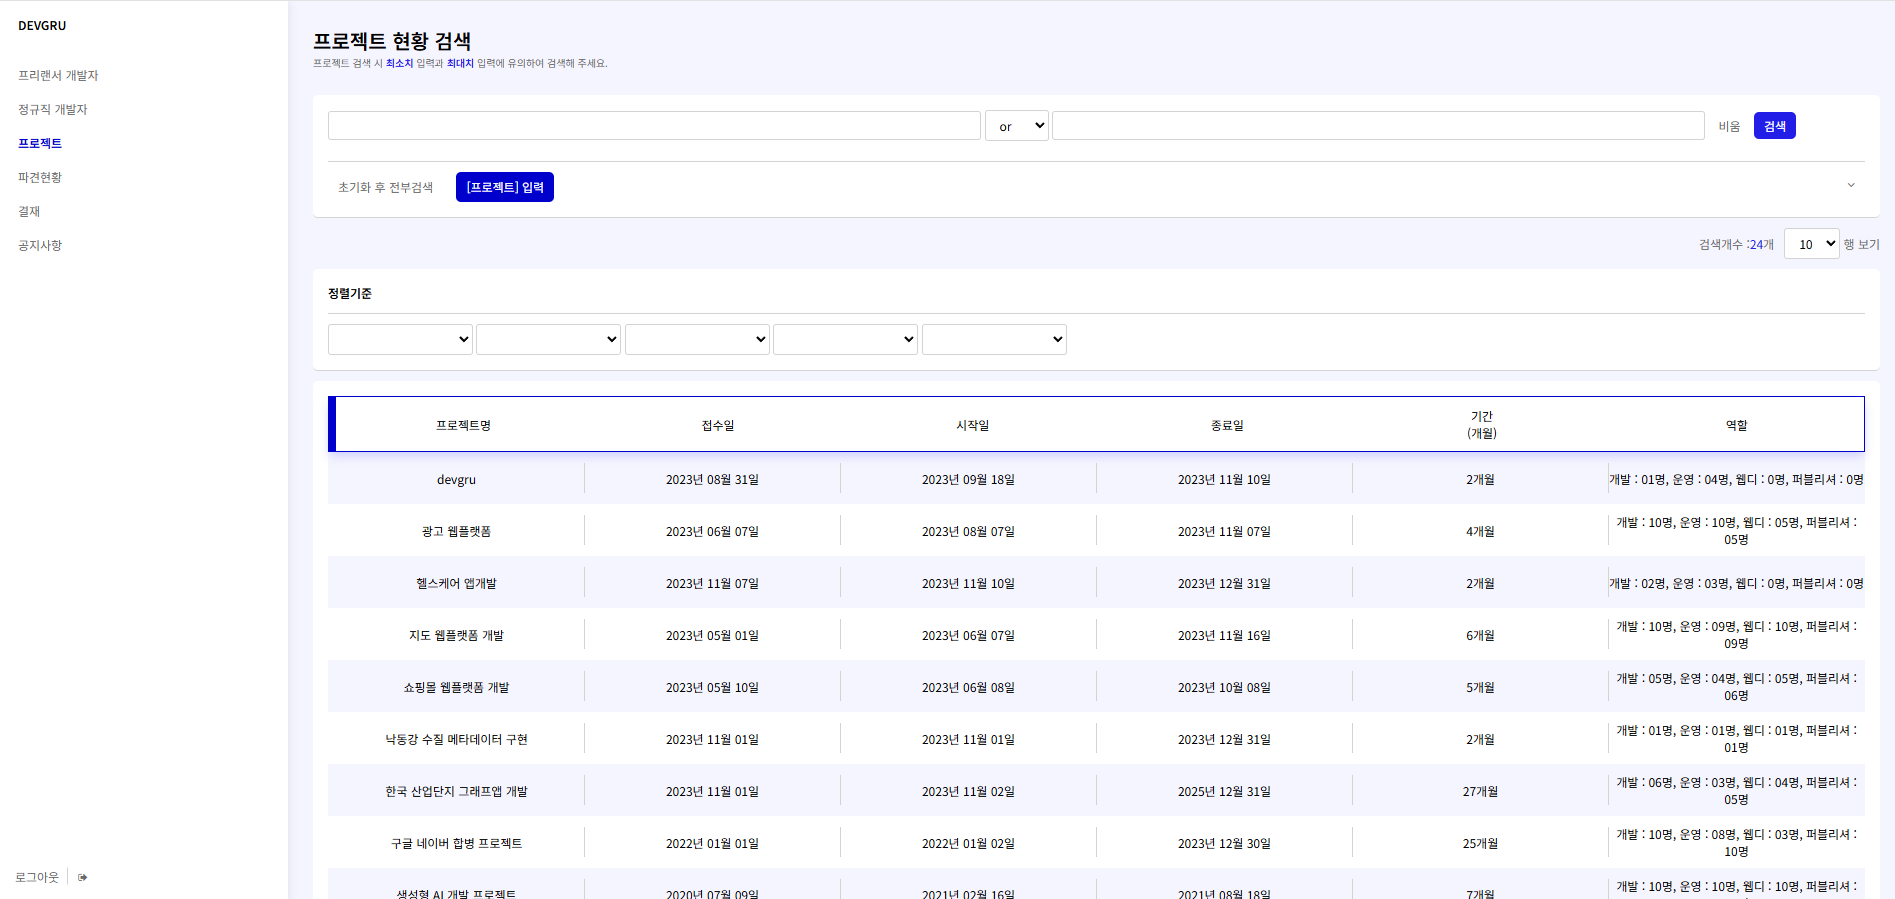 DEVGRU
프리랜서 개발자
정규직 개발자
프로젝트
파견현황
결재
공지사항
로그아웃
프로젝트 현황 검색
프로젝트 검색 시 최소치 입력과 최대치 입력에 유의하여 검색해 주세요.
or
비움
검색
초기화 후 전부검색
[프로젝트] 입력
검색개수 :24개
10
행 보기
정렬기준
프로젝트명 접수일 시작일 종료일 기간 (개월) 역할
devgru 2023년 08월 31일 2023년 09월 18일 2023년 11월 10일 2개월 개발 : 01명, 운영 : 04명, 웹디 : 0명, 퍼블리셔 : 0명
광고 웹플랫폼 2023년 06월 07일 2023년 08월 07일 2023년 11월 07일 4개월 개발 : 10명, 운영 : 10명, 웹디 : 05명, 퍼블리셔 : 05명
헬스케어 앱개발 2023년 11월 07일 2023년 11월 10일 2023년 12월 31일 2개월 개발 : 02명, 운영 : 03명, 웹디 : 0명, 퍼블리셔 : 0명
지도 웹플랫폼 개발 2023년 05월 01일 2023년 06월 07일 2023년 11월 16일 6개월 개발 : 10명, 운영 : 09명, 웹디 : 10명, 퍼블리셔 : 09명
쇼핑몰 웹플랫폼 개발 2023년 05월 10일 2023년 06월 08일 2023년 10월 08일 5개월 개발 : 05명, 운영 : 04명, 웹디 : 05명, 퍼블리셔 : 06명
낙동강 수질 메타데이터 구현 2023년 11월 01일 2023년 11월 01일 2023년 12월 31일 2개월 개발 : 01명, 운영 : 01명, 웹디 : 01명, 퍼블리셔 : 01명
한국 산업단지 그래프앱 개발 2023년 11월 01일 2023년 11월 02일 2025년 12월 31일 27개월 개발 : 06명, 운영 : 03명, 웹디 : 04명, 퍼블리셔 : 05명
구글 네이버 합병 프로젝트 2022년 01월 01일 2022년 01월 02일 2023년 12월 30일 25개월 개발 : 10명, 운영 : 08명, 웹디 : 03명, 퍼블리셔 : 10명
생성형 AI 개발 프로젝트 2020년 07월 09일 2021년 02월 16일 2021년 08월 18일 7개월 개발 : 10명, 운영 : 10명, 웹디 : 10명, 퍼블리셔 :